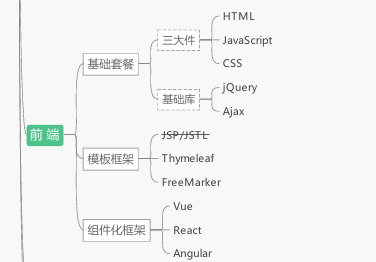 前 端
基础套餐
三大件
HTML
JavaScript
CSS
基础库
jQuery
Ajax
模板框架
JSP/JSTL
Thymeleaf
FreeMarker
组件化框架
Vue
React
Angular